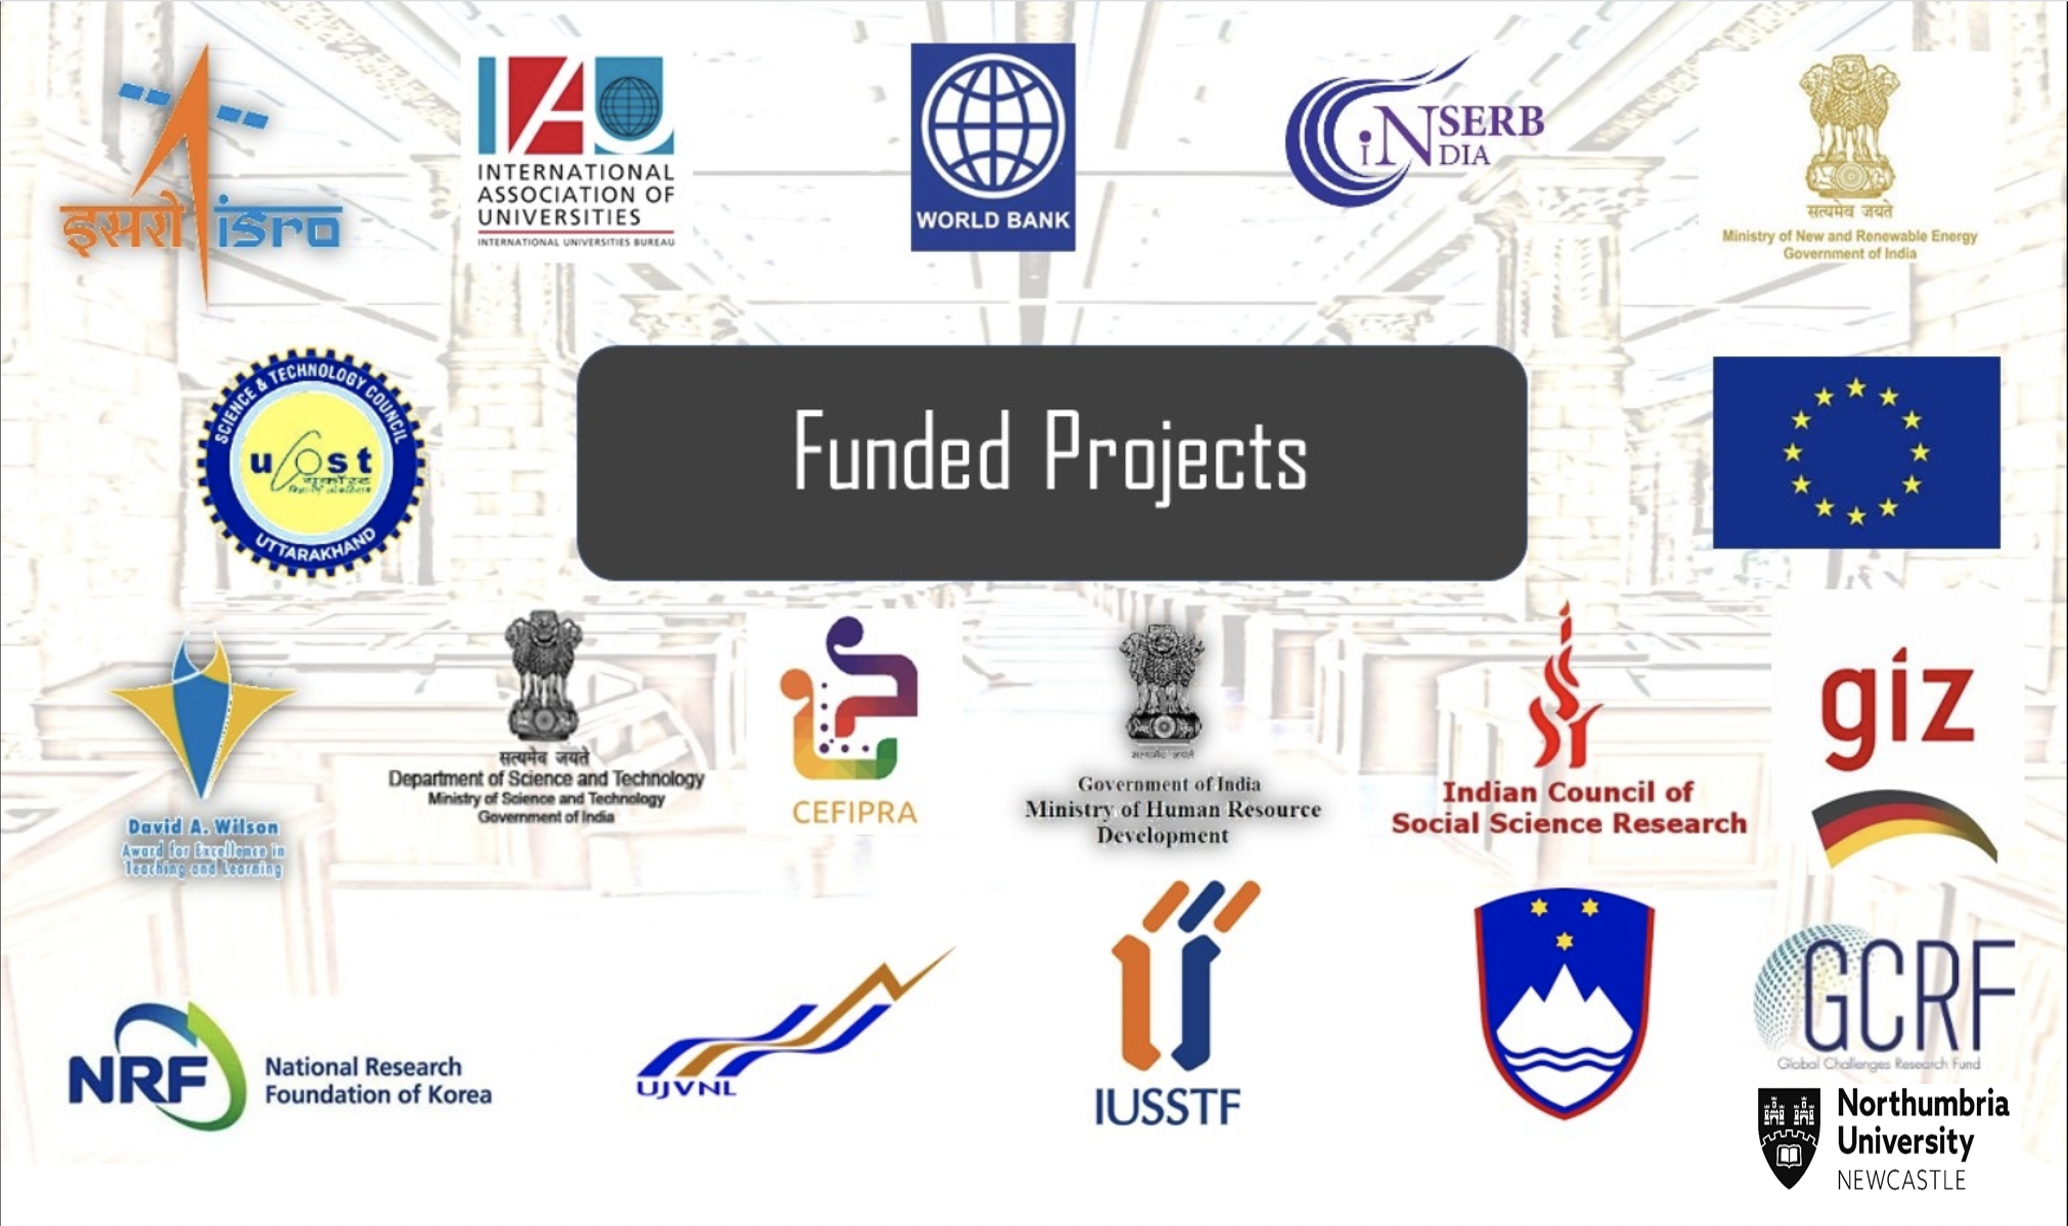 इसरो isro
IAU
INTERNATIONAL
ASSOCIATION OF
UNIVERSITIES
INTERNATIONAL UNIVERSITIES BUREAU
WORLD BANK
SERB
iNDIA
सत्यमेव जयते
Ministry of New and Renewable Energy
Government of India
SCIENCE & TECHNOLOGY COUNCIL
ucost
यूकॉस्ट
UTTARAKHAND
Funded Projects
David A. Wilson
Award for Excellence in
Teaching and Learning
सत्यमेव जयते
Department of Science and Technology
Ministry of Science and Technology
Government of India
CEFIPRA
सत्यमेव जयते
Government of India
Ministry of Human Resource
Development
Indian Council of
Social Science Research
giz
NRF
National Research
Foundation of Korea
UJVNL
IUSSTF
GCRF
Global Challenges Research Fund
Northumbria
University
NEWCASTLE